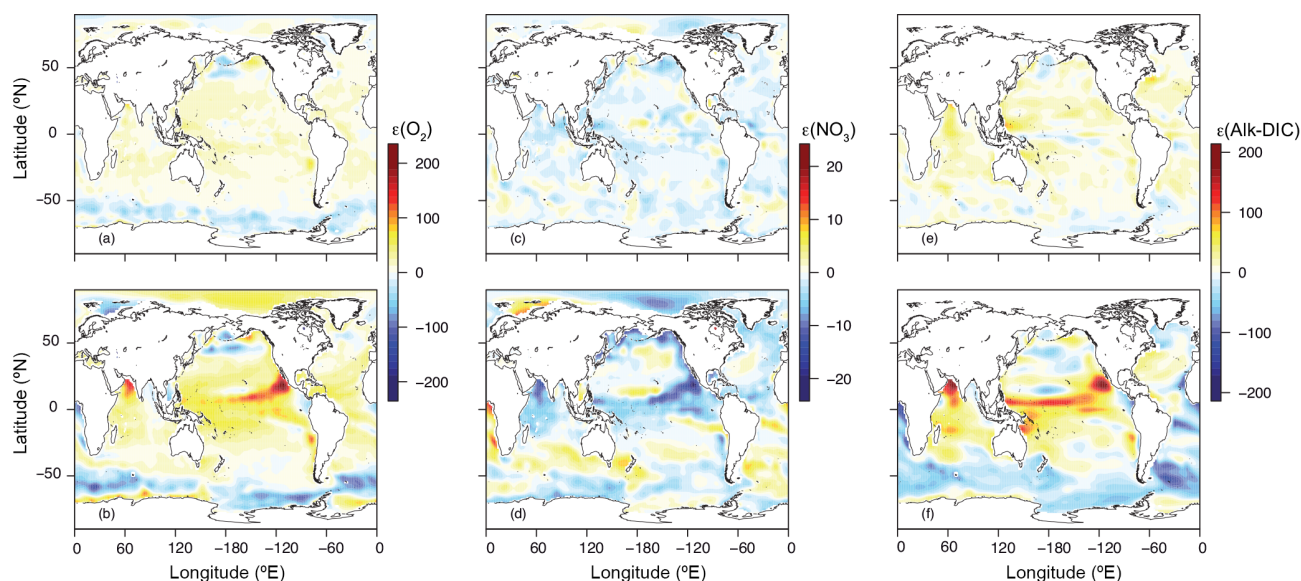 50
0
−50
Latitude (ºN)
(a)
ε(O2)
200
100
0
−100
−200
(c)
ε(NO3)
20
10
0
−10
−20
(e)
ε(Alk-DIC)
200
100
0
−100
−200
50
0
−50
Latitude (ºN)
(b)
0 60 120 −180 −120 −60 0
Longitude (ºE)
(d)
0 60 120 −180 −120 −60 0
Longitude (ºE)
(f)
0 60 120 −180 −120 −60 0
Longitude (ºE)